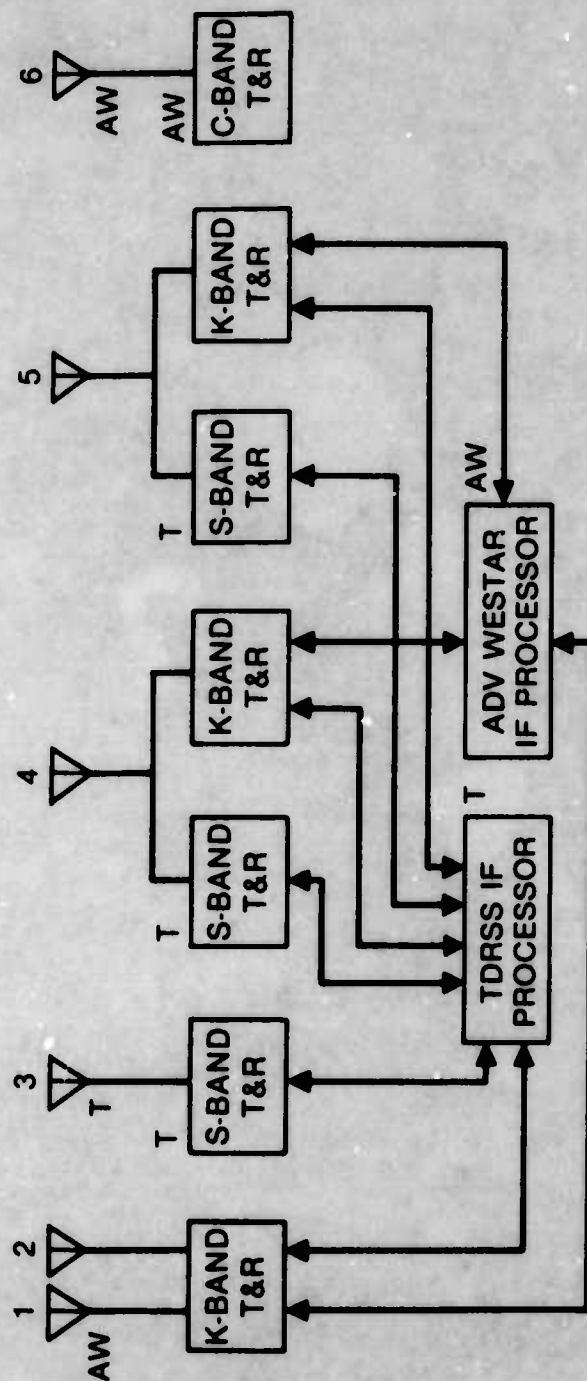 1
2
3
4
5
6
AW
T
AW
AW
T
T
T
K-BAND
T&R
S-BAND
T&R
S-BAND
T&R
K-BAND
T&R
S-BAND
T&R
K-BAND
T&R
C-BAND
T&R
T
AW
TDRSS IF
PROCESSOR
ADV WESTAR
IF PROCESSOR